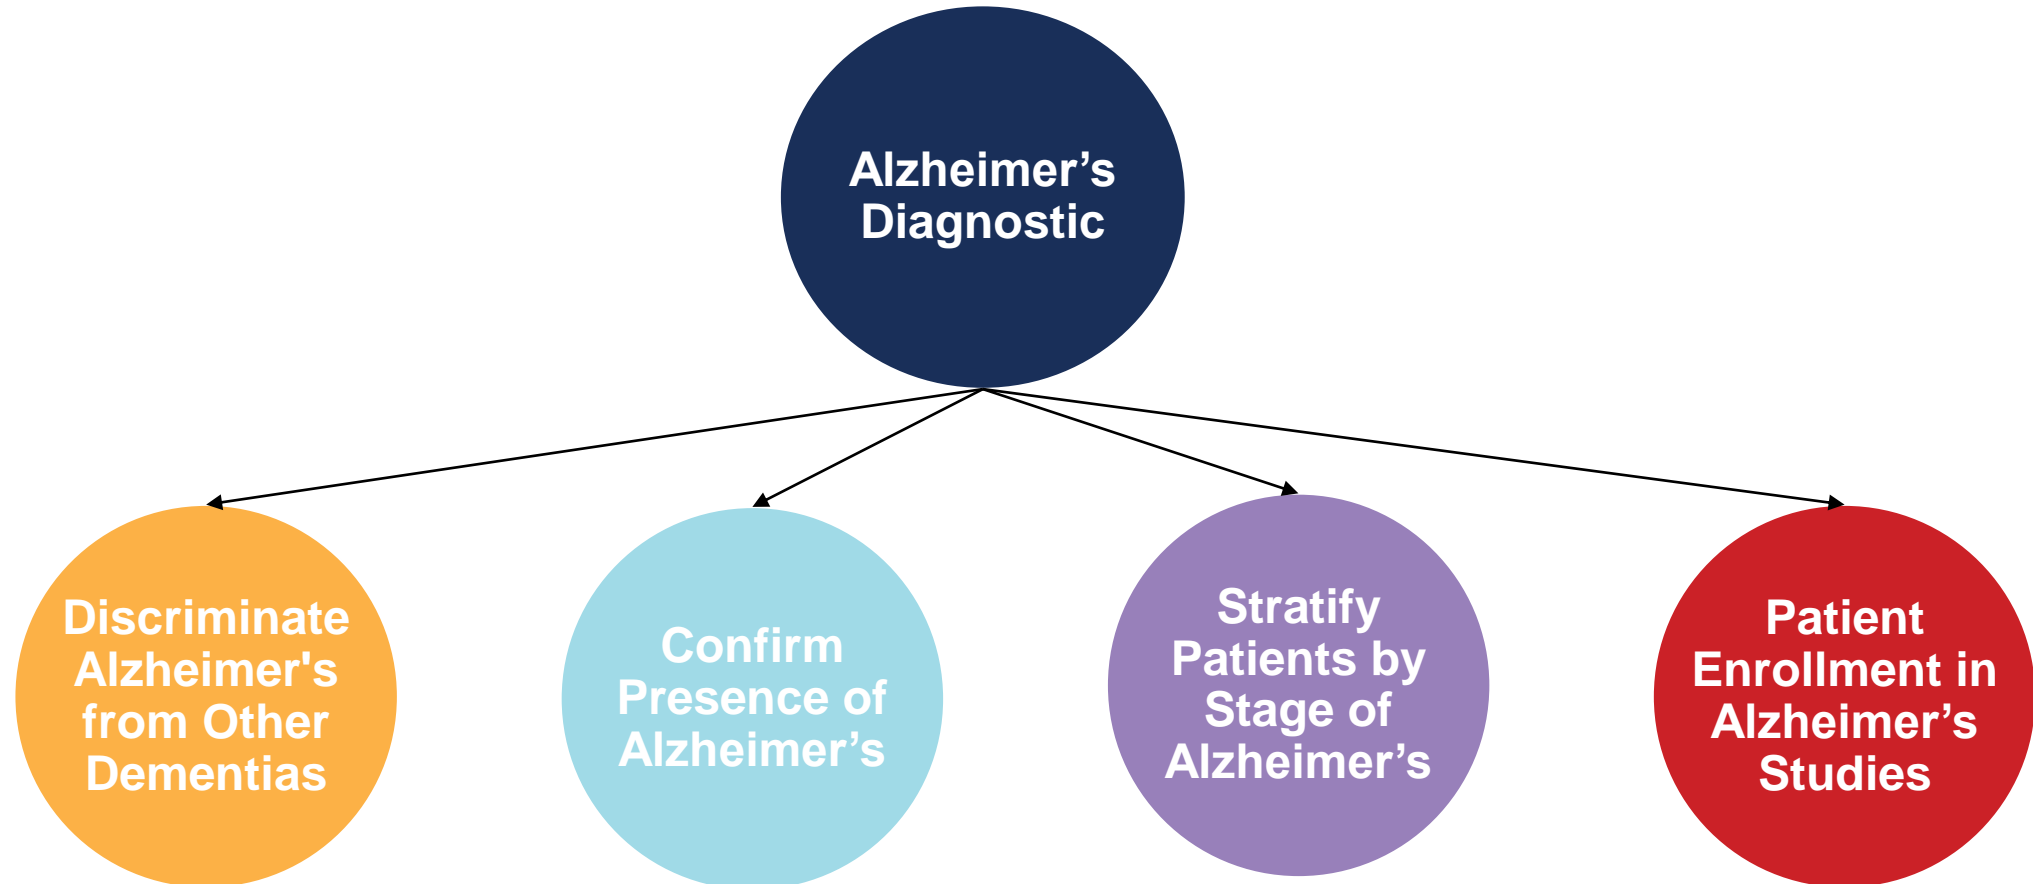 Alzheimer’s
Diagnostic
Discriminate
Alzheimer's
from Other
Dementias
Confirm
Presence of
Alzheimer’s
Stratify
Patients by
Stage of
Alzheimer’s
Patient
Enrollment in
Alzheimer’s
Studies